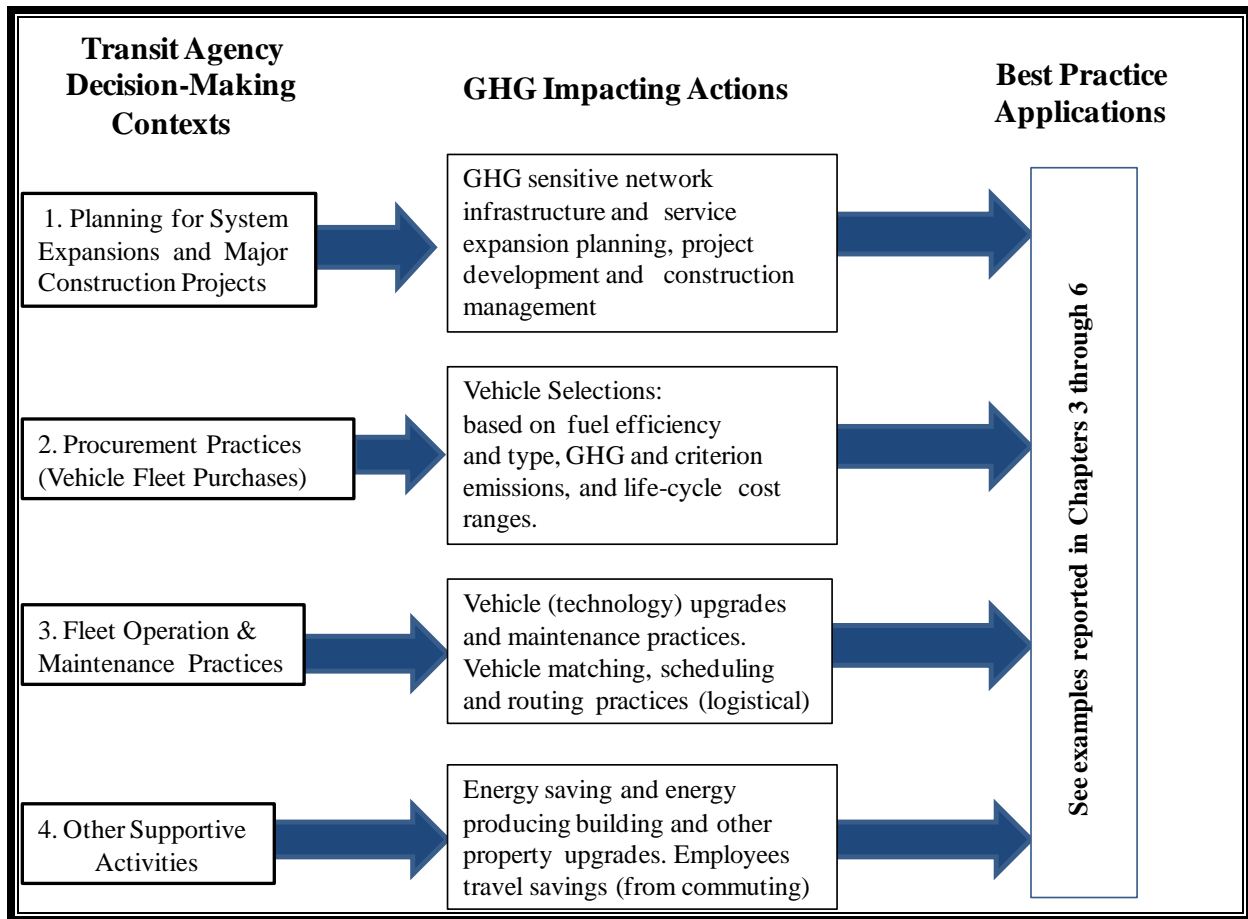 Transit Agency
Decision-Making
Contexts
GHG Impacting Actions
Best Practice
Applications
1. Planning for System
Expansions and Major
Construction Projects
GHG sensitive network
infrastructure and service
expansion planning, project
development and construction
management
2. Procurement Practices
(Vehicle Fleet Purchases)
Vehicle Selections:
based on fuel efficiency
and type, GHG and criterion
emissions, and life-cycle cost
ranges.
3. Fleet Operation &
Maintenance Practices
Vehicle (technology) upgrades
and maintenance practices.
Vehicle matching, scheduling
and routing practices (logistical)
4. Other Supportive
Activities
Energy saving and energy
producing building and other
property upgrades. Employees
travel savings (from commuting)
See examples reported in Chapters 3 through 6